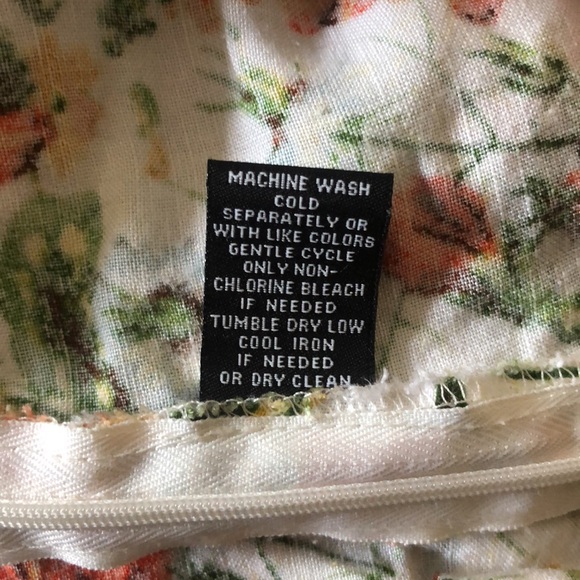 MACHINE WASH
COLD
SEPARATELY OR
WITH LIKE COLORS
GENTLE CYCLE
ONLY NON-
CHLORINE BLEACH
IF NEEDED
TUMBLE DRY LOW
COOL IRON
IF NEEDED
OR DRY CLEAN